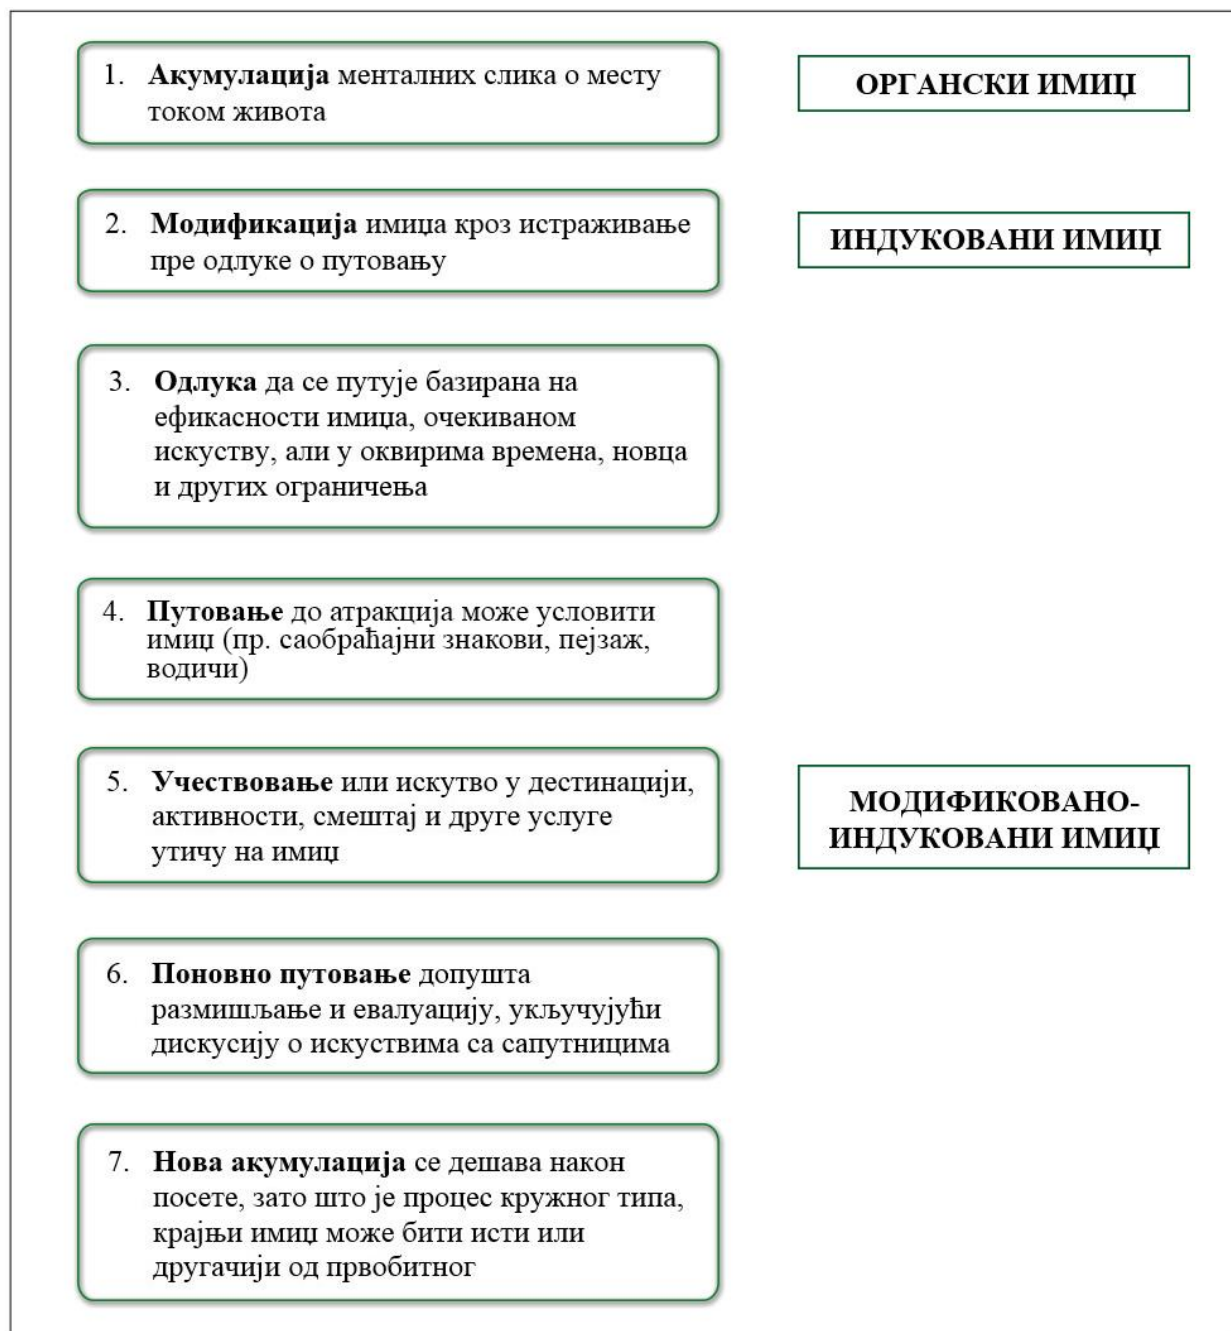 1. Акумулација менталних слика о месту
током живота
ОРГАНСКИ ИМИЏ
2. Модификација имиџа кроз истраживање
пре одлуке о путовању
ИНДУКОВАНИ ИМИЏ
3. Одлука да се путује базирана на
ефикасности имиџа, очекиваном
искуству, али у оквирима времена, новца
и других ограничења
4. Путовање до атракција може условити
имиџ (пр. саобраћајни знакови, пејзаж,
водичи)
5. Учествовање или искутво у дестинацији,
активности, смештај и друге услуге
утичу на имиџ
МОДИФИКОВАНО-
ИНДУКОВАНИ ИМИЏ
6. Поновно путовање допушта
размишљање и евалуацију, укључујући
дискусију о искуствима са сапутницима
7. Нова акумулација се дешава након
посете, зато што је процес кружног типа,
крајњи имиџ може бити исти или
другачији од првобитног